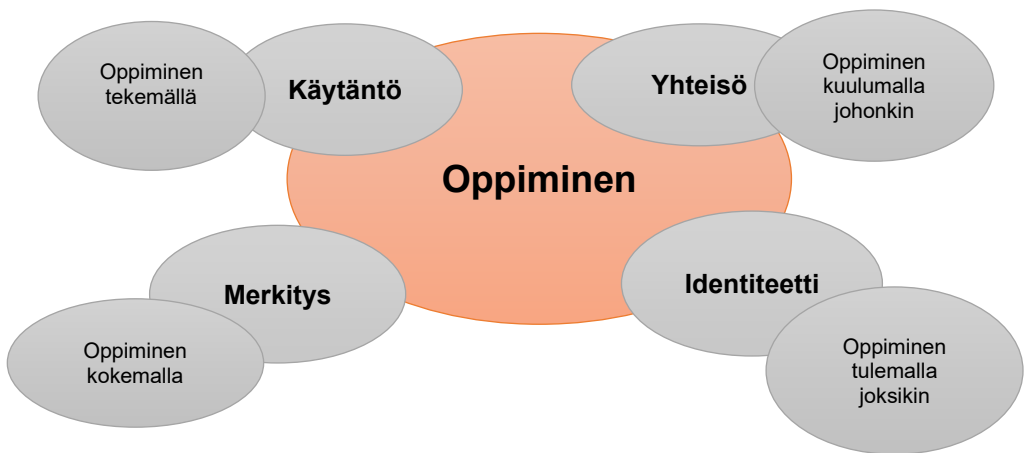 Oppiminen
tekemällä
Käytäntö
Yhteisö
Oppiminen
kuulumalla
johonkin
Oppiminen
Merkitys
Identiteetti
Oppiminen
kokemalla
Oppiminen
tulemalla
joksikin